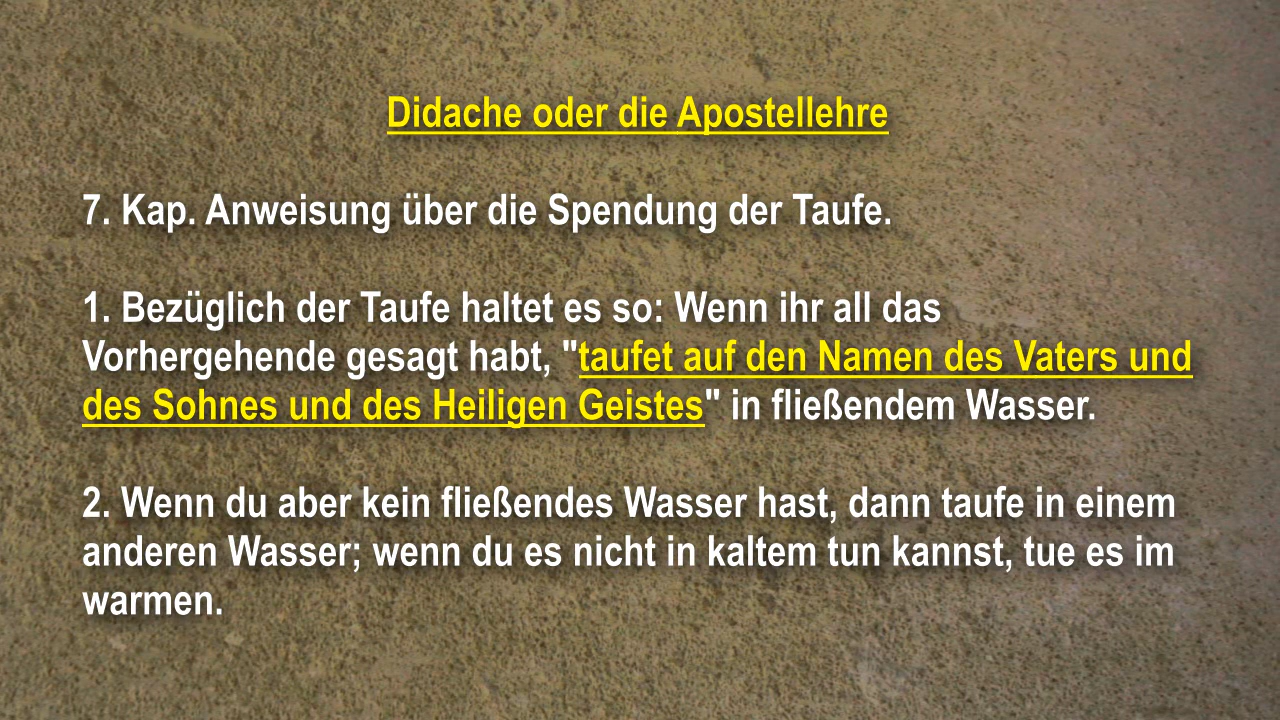 Didache oder die Apostellehre
7. Kap. Anweisung über die Spendung der Taufe.
1. Bezüglich der Taufe haltet es so: Wenn ihr all das
Vorhergehende gesagt habt, "taufet auf den Namen des Vaters und
des Sohnes und des Heiligen Geistes" in fließendem Wasser.
2. Wenn du aber kein fließendes Wasser hast, dann taufe in einem
anderen Wasser; wenn du es nicht in kaltem tun kannst, tue es im
warmen.